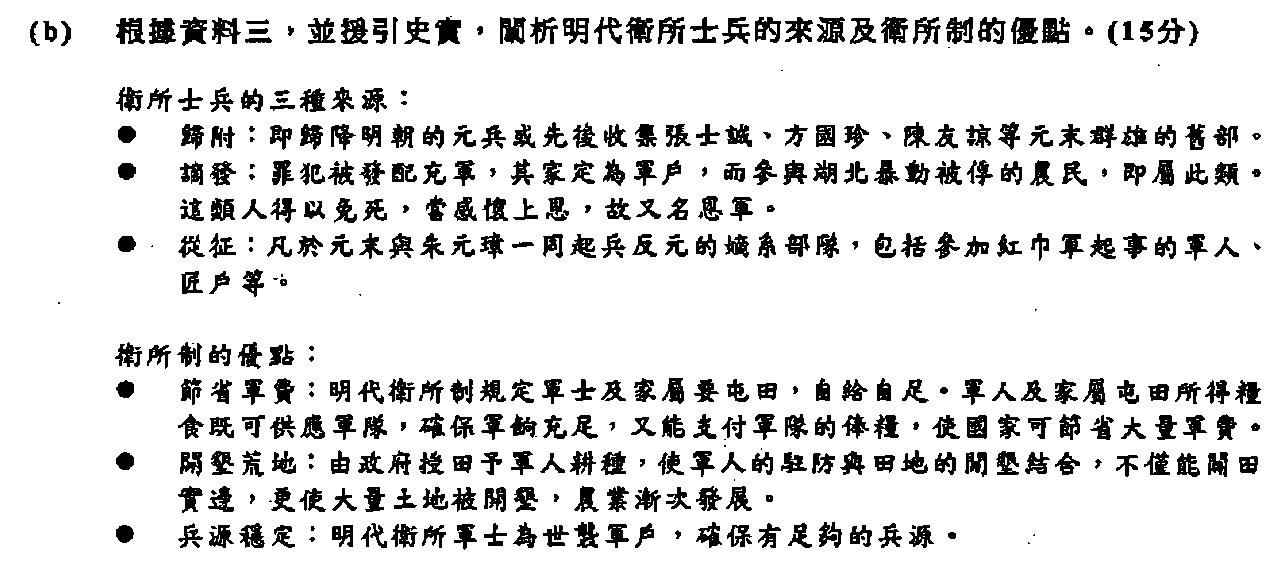 (b) 根據資料三，並援引史實，闡析明代衛所士兵的來源及衛所制的優點。(15分)
衛所士兵的三種來源：
● 歸附：即歸降明朝的元兵或先後收集張士誠、方國珍、陳友諒等元末群雄的舊部。
● 謫發：罪犯被發配充軍，其家定為軍戶，而參與湖北暴動被俘的農民，即屬此類。
這類人得以免死，當感懷上恩，故又名恩軍。
● 從征：凡於元末與朱元璋一同起兵反元的嫡系部隊，包括參加紅巾軍起事的軍人、
匠戶等。
衛所制的優點：
● 節省軍費：明代衛所制規定軍士及家屬要屯田，自給自足。軍人及家屬屯田所得糧
食既可供應軍隊，確保軍餉充足，又能支付軍隊的俸糧，使國家可節省大量軍費。
● 開墾荒地：由政府授田予軍人耕種，使軍人的駐防與田地的開墾結合，不僅能開田
實邊，更使大量土地被開墾，農業漸次發展。
● 兵源穩定：明代衛所軍士為世襲軍戶，確保有足夠的兵源。